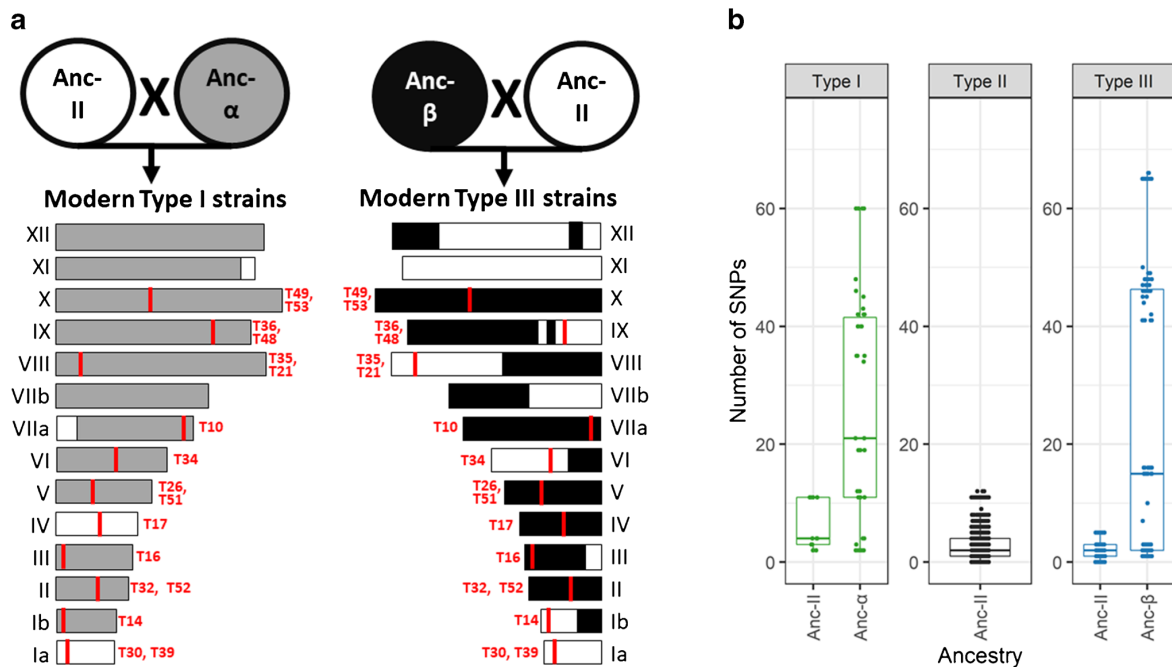 a
Anc-
II
X
Anc-
α
Anc-
β
X
Anc-
II
Modern Type I strains
Modern Type III strains
XII
XII
XI
XI
X
T49,
T53
T49,
T53
X
IX
T36,
T48
T36,
T48
IX
VIII
T35,
T21
T35,
T21
VIII
VIIb
VIIb
VIIa
T10
T10
VIIa
VI
T34
T34
VI
V
T26,
T51
T26,
T51
V
IV
T17
T17
IV
III
T16
T16
III
II
T32, T52
T32, T52
II
Ib
T14
T14
Ib
Ia
T30, T39
T30, T39
Ia
b
Type I
Type II
Type III
Number of SNPs
60
40
20
0
60
40
20
0
60
40
20
0
Anc-II
Anc-α
Anc-II
Anc-II
Anc-β
Ancestry